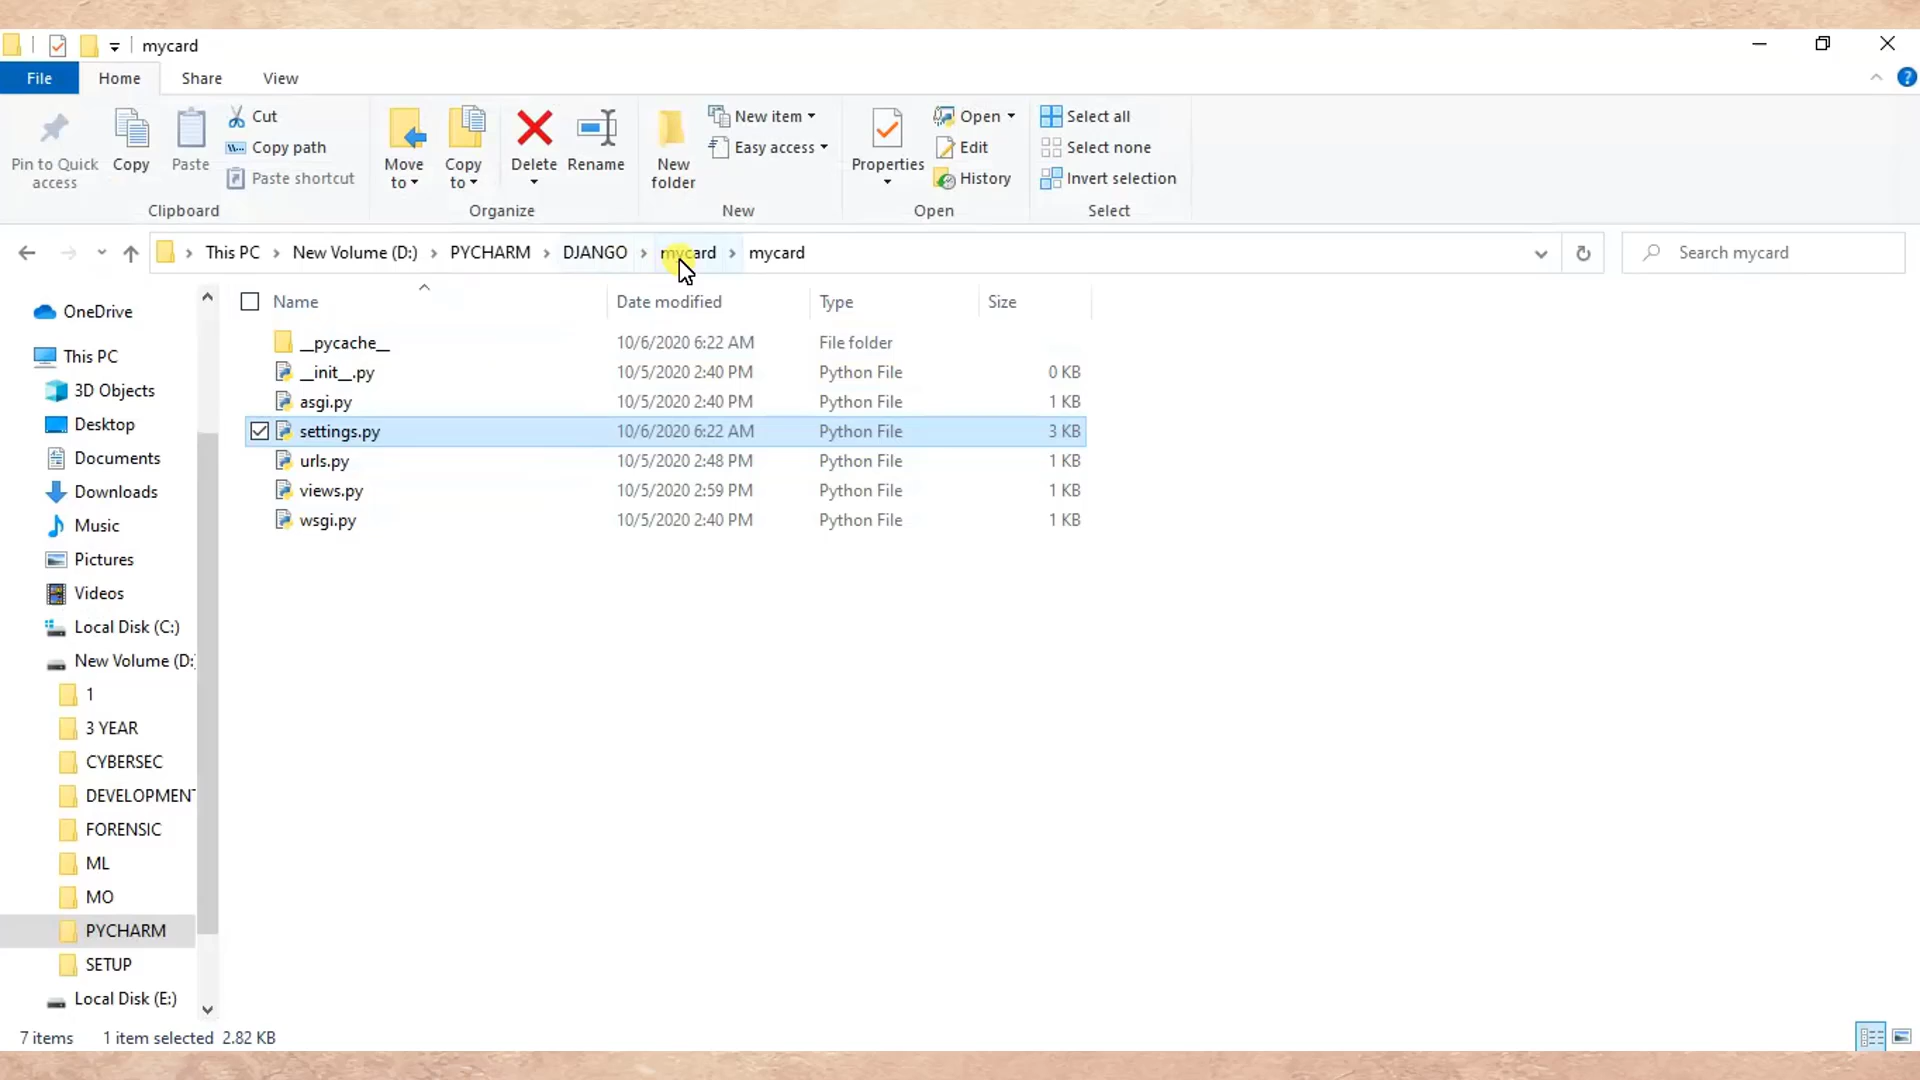 mycard
File Home Share View
Pin to Quick access
Copy
Paste
Cut
Copy path
Paste shortcut
Clipboard
Move to
Copy to
Delete
Rename
Organize
New folder
New item
Easy access
New
Properties
Open
Edit
History
Open
Select all
Select none
Invert selection
Select
This PC New Volume (D:) PYCHARM DJANGO mycard mycard
Search mycard
OneDrive
This PC
3D Objects
Desktop
Documents
Downloads
Music
Pictures
Videos
Local Disk (C:)
New Volume (D:
1
3 YEAR
CYBERSEC
DEVELOPMENT
FORENSIC
ML
MO
PYCHARM
SETUP
Local Disk (E:)
Name Date modified Type Size
__pycache__ 10/6/2020 6:22 AM File folder
__init__.py 10/5/2020 2:40 PM Python File 0 KB
asgi.py 10/5/2020 2:40 PM Python File 1 KB
settings.py 10/6/2020 6:22 AM Python File 3 KB
urls.py 10/5/2020 2:48 PM Python File 1 KB
views.py 10/5/2020 2:59 PM Python File 1 KB
wsgi.py 10/5/2020 2:40 PM Python File 1 KB
7 items 1 item selected 2.82 KB